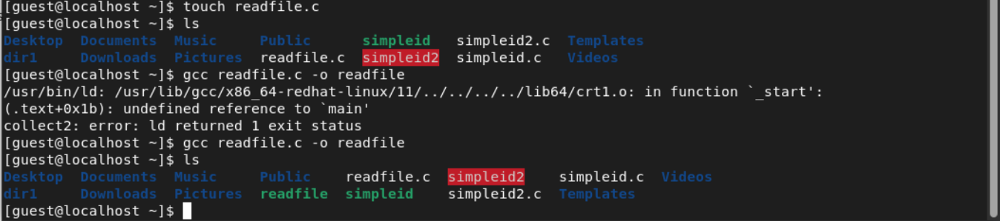 [guest@localhost ~]$ touch readfile.c
[guest@localhost ~]$ ls
Desktop  Documents  Music     Public      simpleid   simpleid2.c  Templates
dir1     Downloads  Pictures  readfile.c  simpleid2  simpleid.c   Videos
[guest@localhost ~]$ gcc readfile.c -o readfile
/usr/bin/ld: /usr/lib/gcc/x86_64-redhat-linux/11/../../../../lib64/crt1.o: in function `_start':
(.text+0x1b): undefined reference to `main'
collect2: error: ld returned 1 exit status
[guest@localhost ~]$ gcc readfile.c -o readfile
[guest@localhost ~]$ ls
Desktop  Documents  Music     Public    readfile.c  simpleid2    simpleid.c  Videos
dir1     Downloads  Pictures  readfile  simpleid    simpleid2.c  Templates
[guest@localhost ~]$